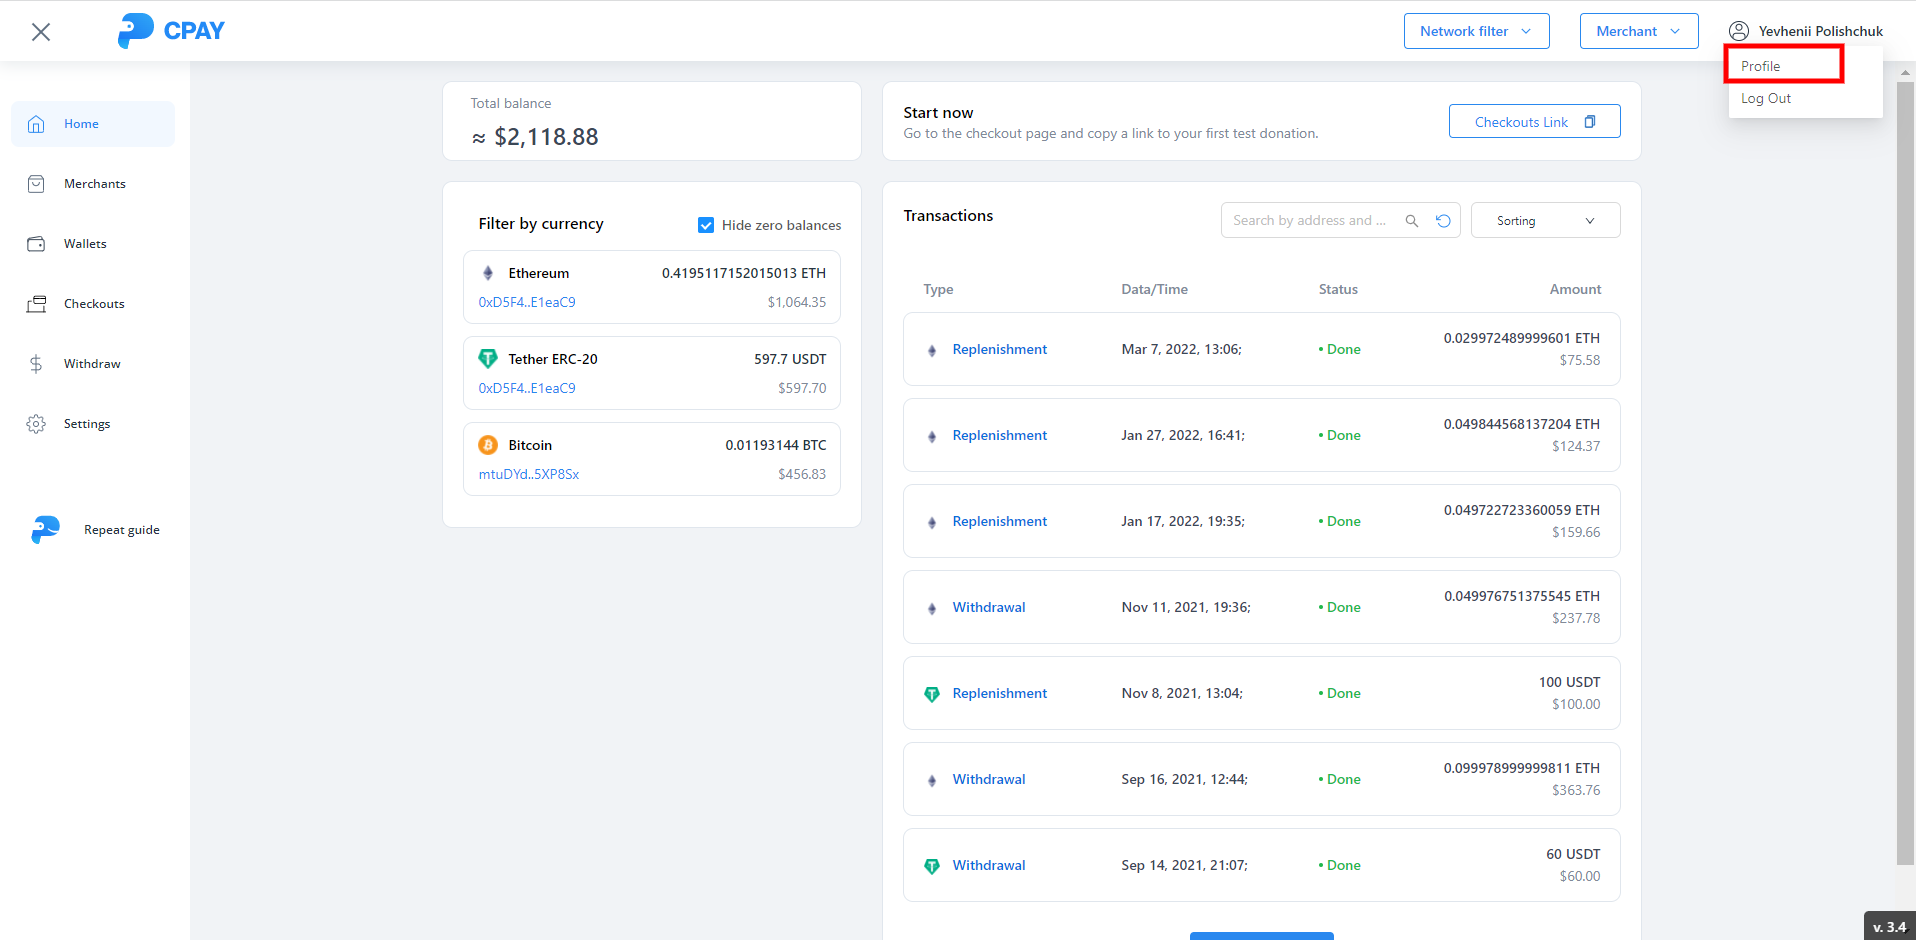 CPAY
Network filter
Merchant
Yevhenii Polishchuk
Profile
Log Out
Home
Merchants
Wallets
Checkouts
Withdraw
Settings
Repeat guide
Total balance
≈ $2,118.88
Start now
Go to the checkout page and copy a link to your first test donation.
Checkouts Link
Filter by currency
Hide zero balances
Ethereum 0.4195117152015013 ETH
0xD5F4..E1eaC9 $1,064.35
Tether ERC-20 597.7 USDT
0xD5F4..E1eaC9 $597.70
Bitcoin 0.01193144 BTC
mtuDYd..5XP8Sx $456.83
Transactions
Search by address and ...
Sorting
Type Data/Time Status Amount
Replenishment Mar 7, 2022, 13:06; • Done 0.029972489999601 ETH
$75.58
Replenishment Jan 27, 2022, 16:41; • Done 0.049844568137204 ETH
$124.37
Replenishment Jan 17, 2022, 19:35; • Done 0.049722723360059 ETH
$159.66
Withdrawal Nov 11, 2021, 19:36; • Done 0.049976751375545 ETH
$237.78
Replenishment Nov 8, 2021, 13:04; • Done 100 USDT
$100.00
Withdrawal Sep 16, 2021, 12:44; • Done 0.099978999999811 ETH
$363.76
Withdrawal Sep 14, 2021, 21:07; • Done 60 USDT
$60.00
v. 3.4